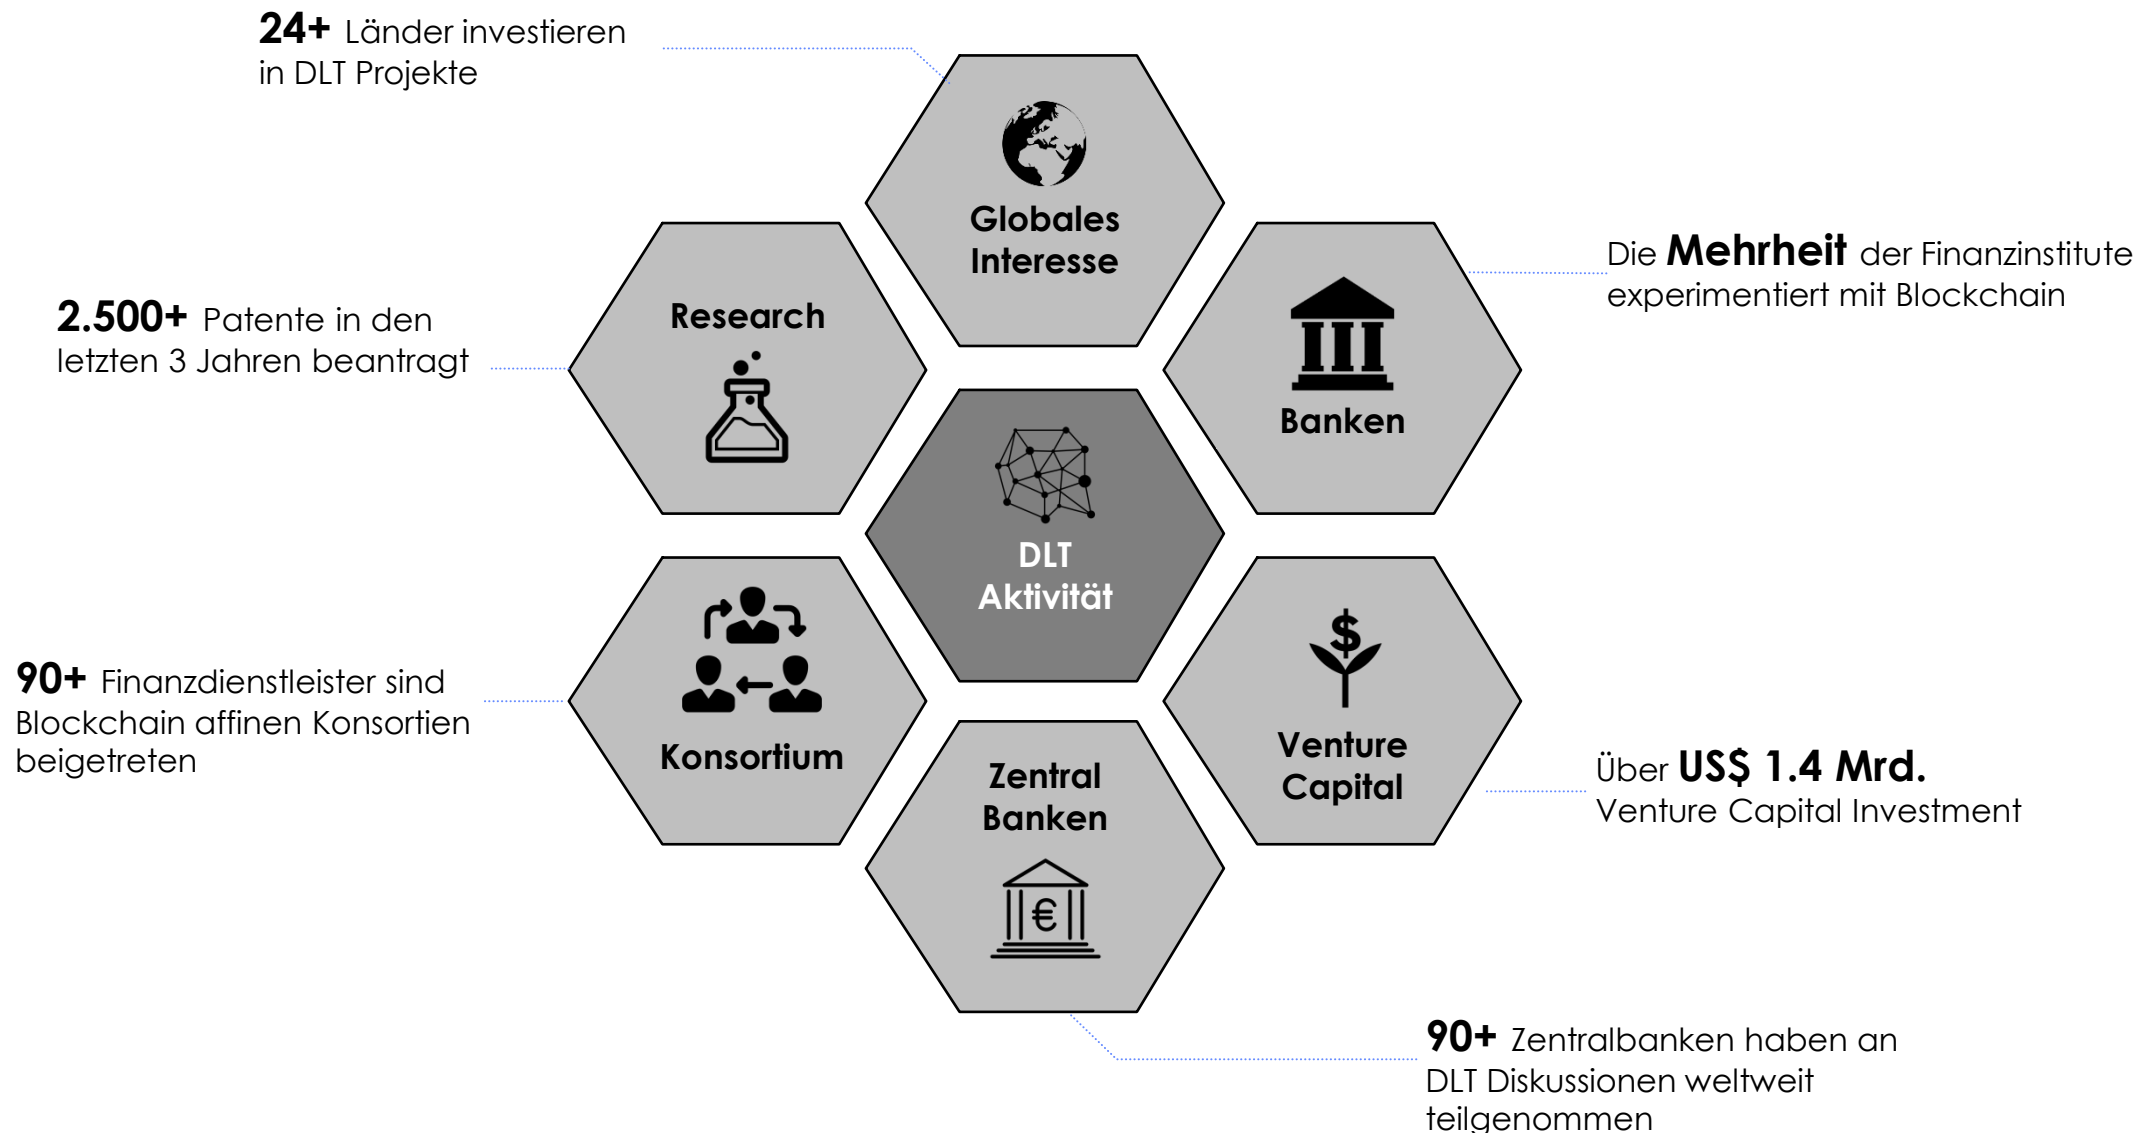 24+ Länder investieren
in DLT Projekte
Globales
Interesse
Die Mehrheit der Finanzinstitute
experimentiert mit Blockchain
Banken
2.500+ Patente in den
letzten 3 Jahren beantragt
Research
DLT
Aktivität
90+ Finanzdienstleister sind
Blockchain affinen Konsortien
beigetreten
Konsortium
$
Venture
Capital
Über US$ 1.4 Mrd.
Venture Capital Investment
Zentral
Banken
€
90+ Zentralbanken haben an
DLT Diskussionen weltweit
teilgenommen